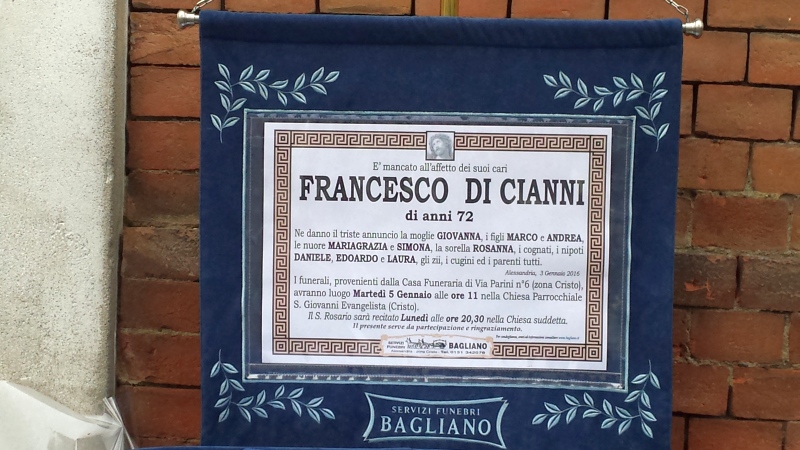 E' mancato all'affetto dei suoi cari
FRANCESCO DI CIANNI
di anni 72
Ne danno il triste annuncio la moglie GIOVANNA, i figli MARCO e ANDREA,
le nuore MARIAGRAZIA e SIMONA, la sorella ROSANNA, i cognati, i nipoti
DANIELE, EDOARDO e LAURA, gli zii, i cugini ed i parenti tutti.
Alessandria, 3 Gennaio 2016
I funerali, provenienti dalla Casa Funeraria di Via Parini n°6 (zona Cristo),
avranno luogo Martedì 5 Gennaio alle ore 11 nella Chiesa Parrocchiale
S. Giovanni Evangelista (Cristo).
Il S. Rosario sarà recitato Lunedì alle ore 20,30 nella Chiesa suddetta.
Il presente serve da partecipazione e ringraziamento.
SERVIZI FUNEBRI BAGLIANO
SERVIZI FUNEBRI
BAGLIANO